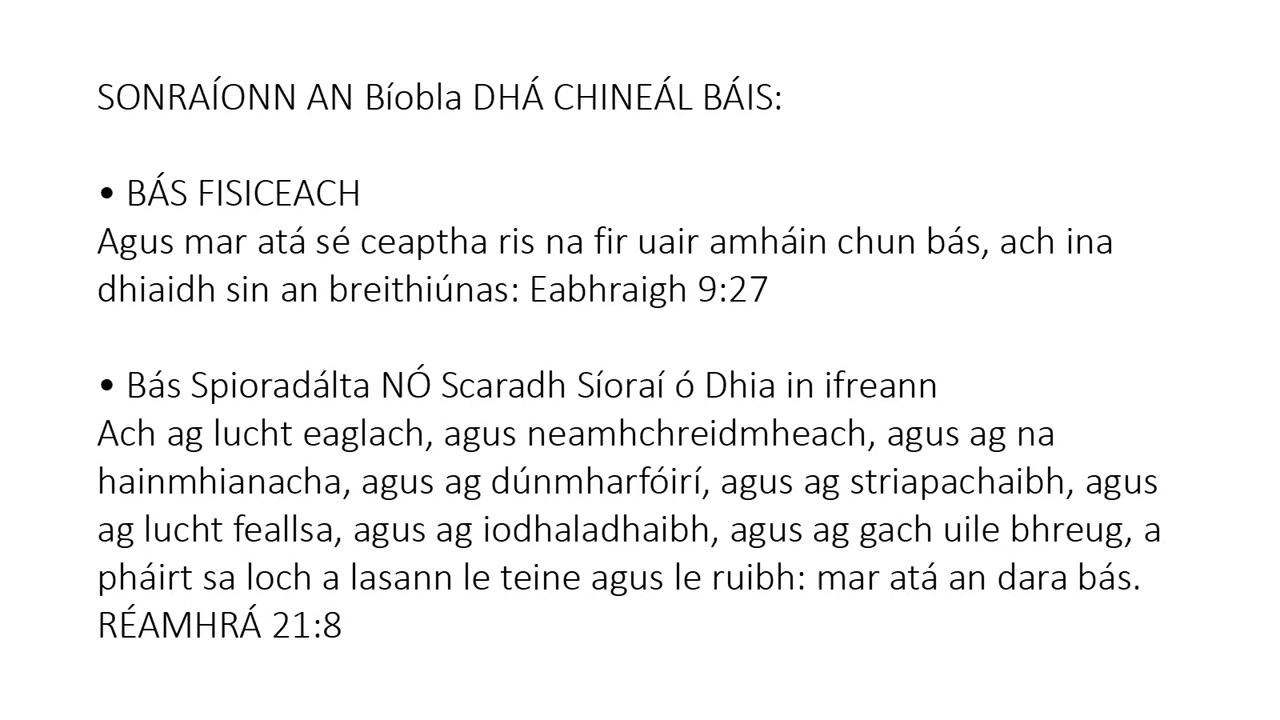 SONRAÍONN AN Bíobla DHÁ CHINEÁL BÁIS:
• BÁS FISICEACH
Agus mar atá sé ceaptha ris na fir uair amháin chun bás, ach ina
dhiaidh sin an breithiúnas: Eabhraigh 9:27
• Bás Spioradálta NÓ Scaradh Síoraí ó Dhia in ifreann
Ach ag lucht eaglach, agus neamhchreidmheach, agus ag na
hainmhianacha, agus ag dúnmharfóirí, agus ag striapachaibh, agus
ag lucht feallsa, agus ag iodhaladhaibh, agus ag gach uile bhreug, a
pháirt sa loch a lasann le teine agus le ruibh: mar atá an dara bás.
RÉAMHRÁ 21:8